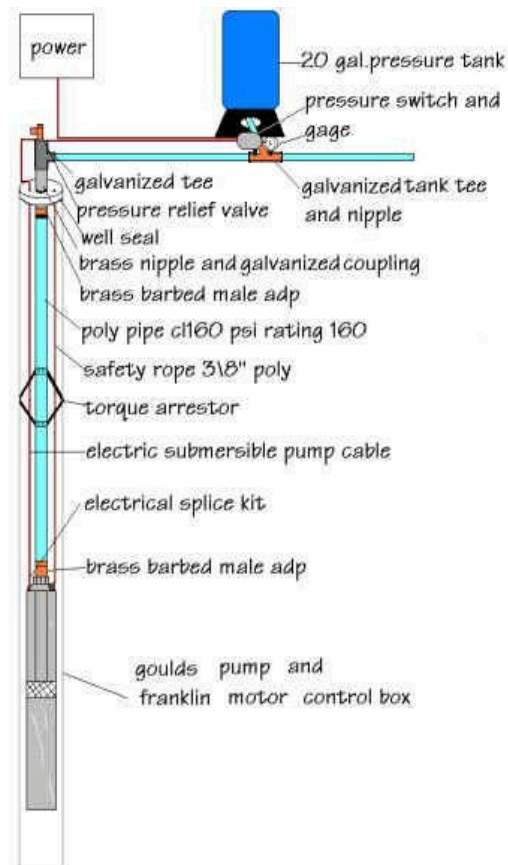 power
20 gal.pressure tank
pressure switch and
gage
galvanized tee
galvanized tank tee
and nipple
pressure relief valve
well seal
brass nipple and galvanized coupling
brass barbed male adp
poly pipe cl160 psi rating 160
safety rope 3\8" poly
torque arrestor
electric submersible pump cable
electrical splice kit
brass barbed male adp
goulds pump and
franklin motor control box